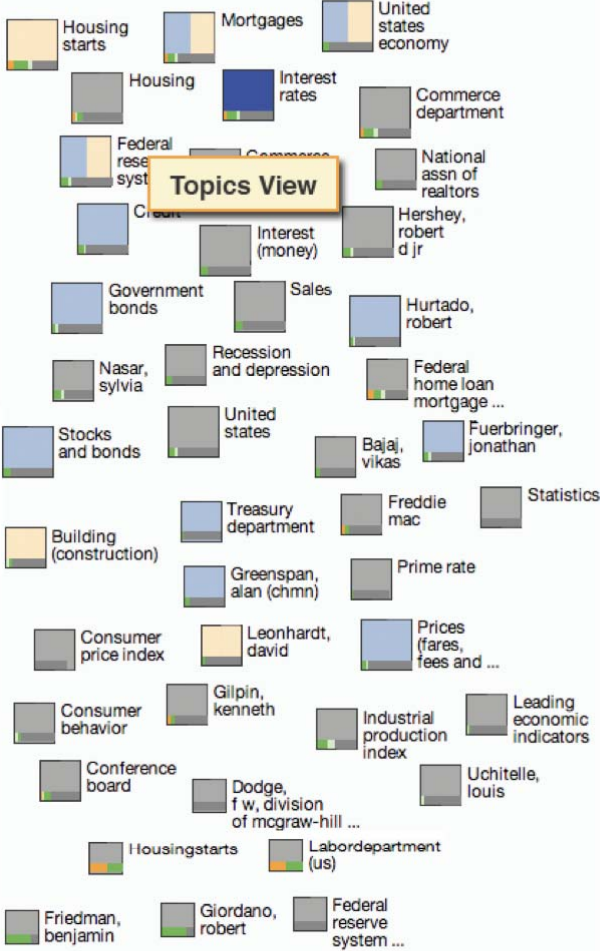 Housing
starts
Mortgages
United
states
economy
Housing
Interest
rates
Commerce
department
Federal
reserve
Commerce
National
assn of
realtors
Topics View
Credit
Interest
(money)
Hershey,
robert
d jr
Government
bonds
Sales
Hurtado,
robert
Nasar,
sylvia
Recession
and depression
Federal
home loan
mortgage ...
Stocks
and bonds
United
states
Bajaj,
vikas
Fuerbringer,
jonathan
Building
(construction)
Treasury
department
Freddie
mac
Statistics
Greenspan,
alan (chmn)
Prime rate
Consumer
price index
Leonhardt,
david
Prices
(fares,
fees and ...
Consumer
behavior
Gilpin,
kenneth
Industrial
production
index
Leading
economic
indicators
Conference
board
Dodge,
f w, division
of mcgraw-hill ...
Uchitelle,
louis
Housingstarts
Labordepartment
(us)
Friedman,
benjamin
Giordano,
robert
Federal
reserve
system ...